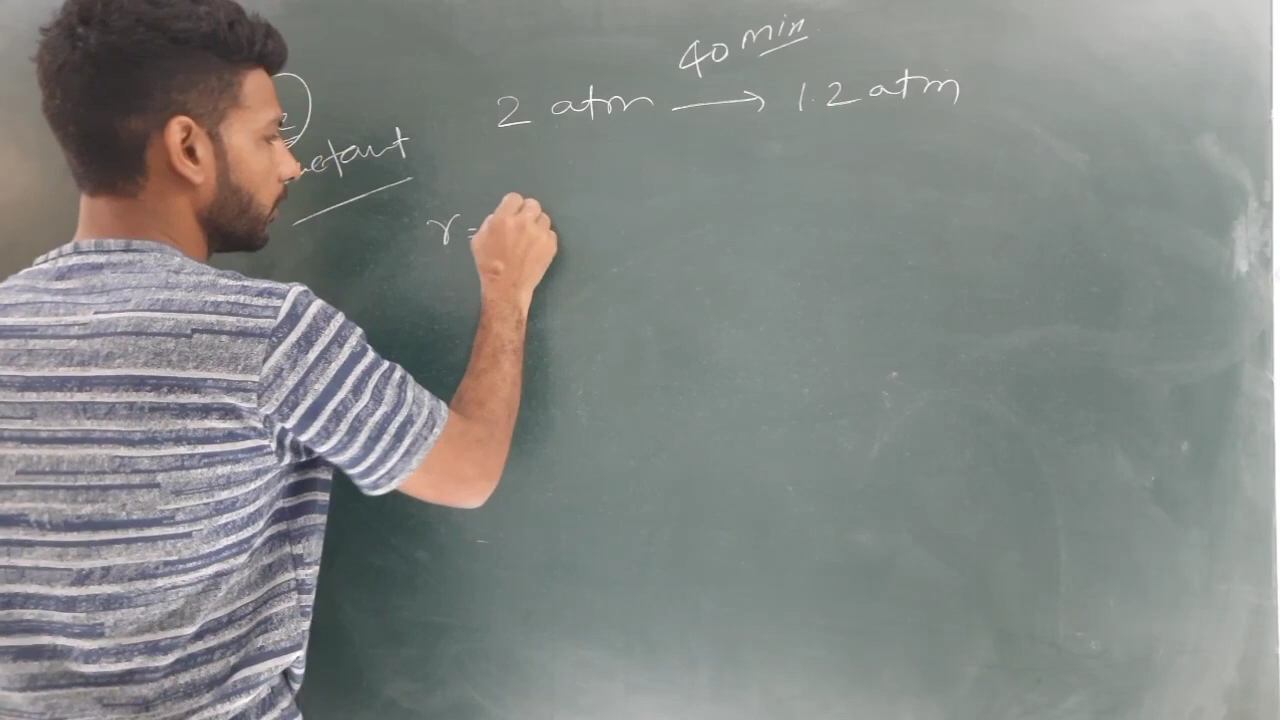 40 min
2 atm → 1.2 atm
r =